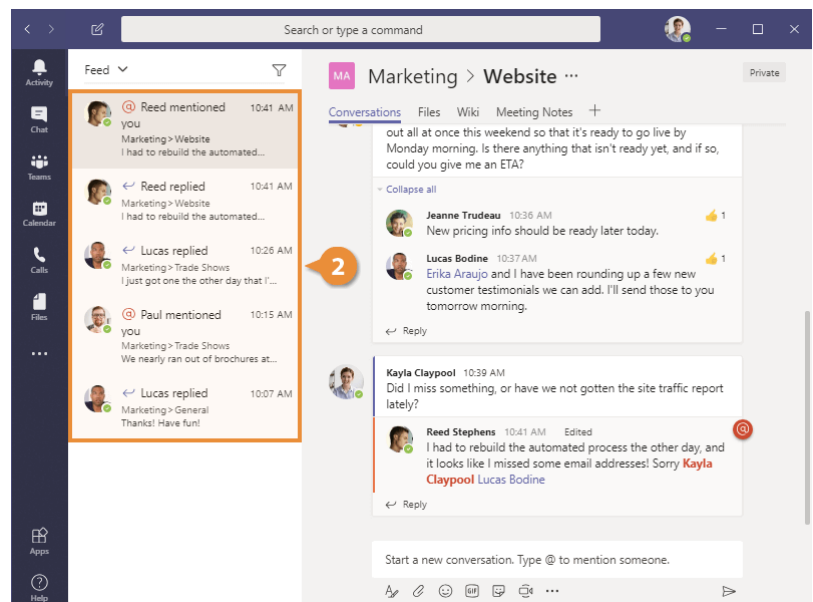 Search or type a command
Activity
Chat
Teams
Calendar
Calls
Files
Apps
Help
Feed
@ Reed mentioned you 10:41 AM
Marketing > Website
I had to rebuild the automated...
Reed replied 10:41 AM
Marketing > Website
I had to rebuild the automated...
Lucas replied 10:26 AM
Marketing > Trade Shows
I just got one the other day that I'...
@ Paul mentioned you 10:15 AM
Marketing > Trade Shows
We nearly ran out of brochures at...
Lucas replied 10:07 AM
Marketing > General
Thanks! Have fun!
2
MA Marketing > Website ...
Private
Conversations Files Wiki Meeting Notes +
out all at once this weekend so that it's ready to go live by
Monday morning. Is there anything that isn't ready yet, and if so,
could you give me an ETA?
Collapse all
Jeanne Trudeau 10:36 AM 1
New pricing info should be ready later today.
Lucas Bodine 10:37 AM 1
Erika Araujo and I have been rounding up a few new
customer testimonials we can add. I'll send those to you
tomorrow morning.
Reply
Kayla Claypool 10:39 AM
Did I miss something, or have we not gotten the site traffic report
lately?
Reed Stephens 10:41 AM Edited @
I had to rebuild the automated process the other day, and
it looks like I missed some email addresses! Sorry Kayla
Claypool Lucas Bodine
Reply
Start a new conversation. Type @ to mention someone.
GIF